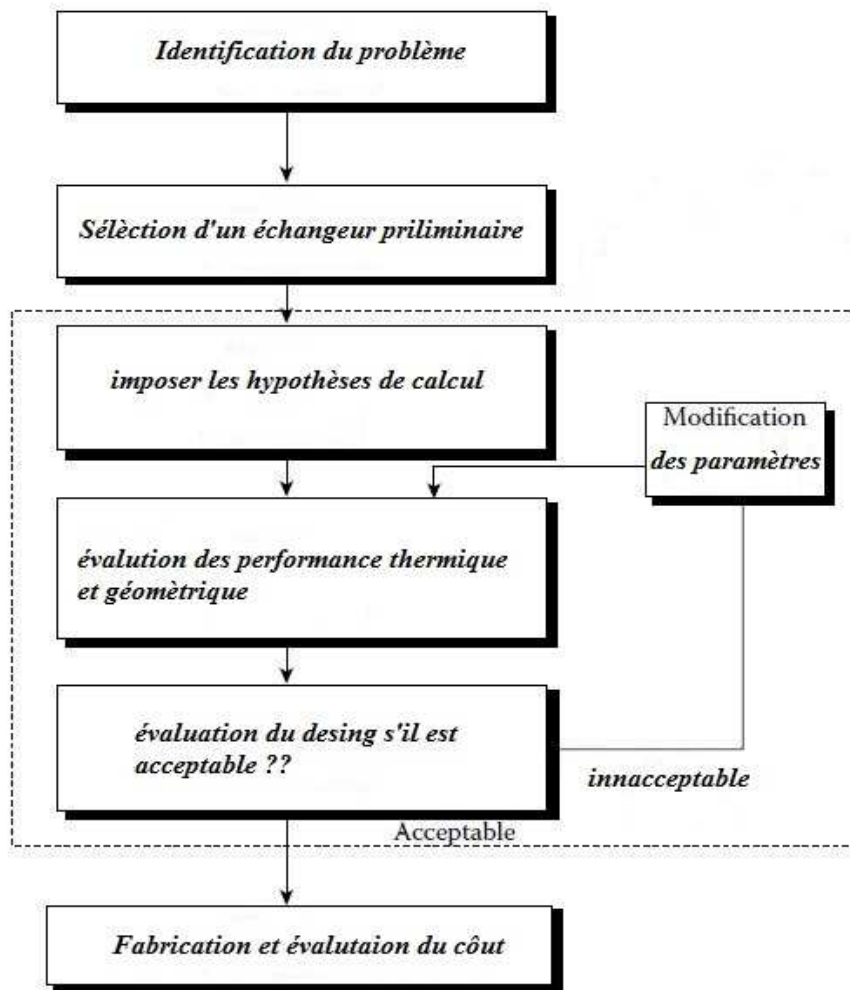 Identification du problème
Sélèction d'un échangeur priliminaire
imposer les hypothèses de calcul
Modification
des paramètres
évalution des performance thermique
et géomètrique
évaluation du desing s'il est
acceptable ??
innacceptable
Acceptable
Fabrication et évalutaion du côut